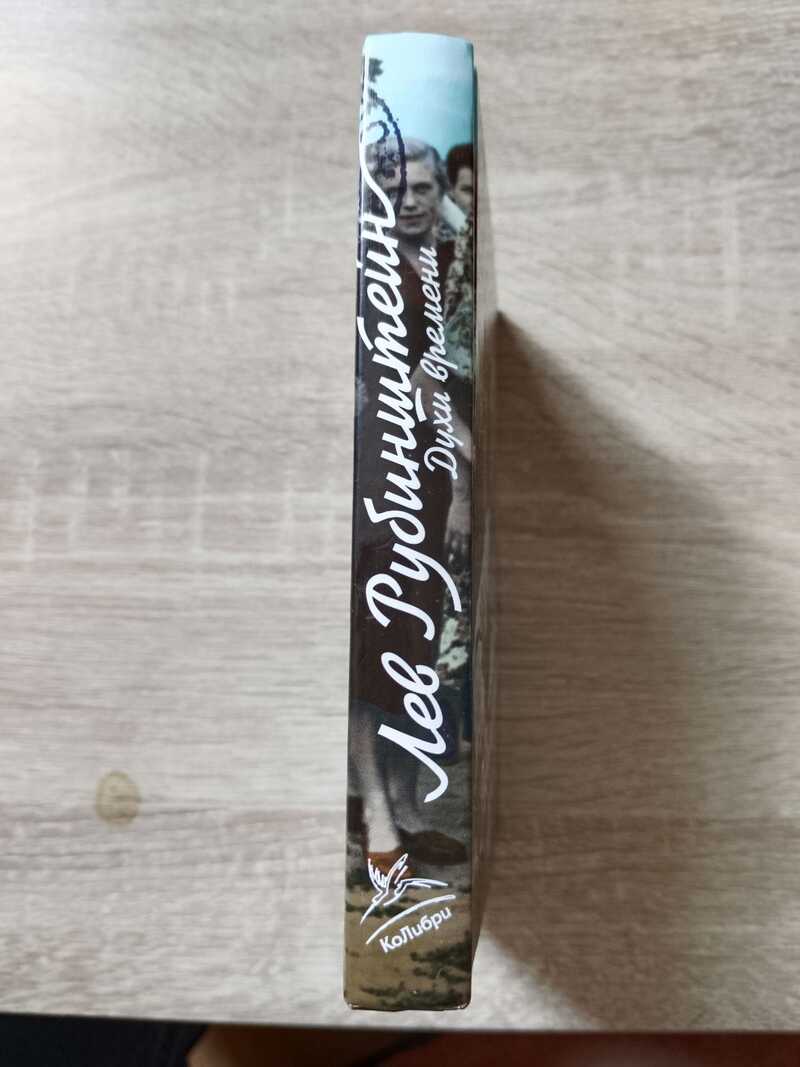 Лев Рубинштейн
Духи времени
КоЛибри